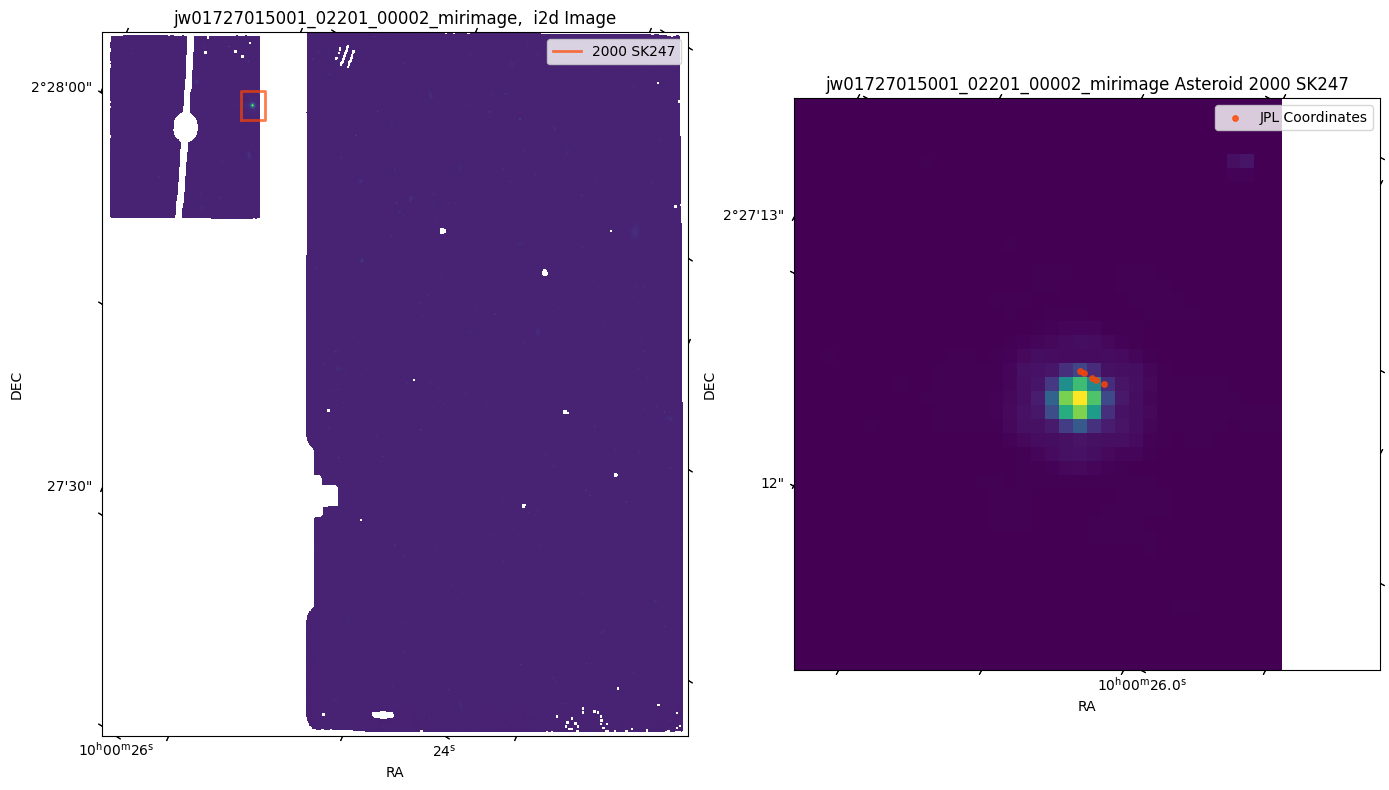 jw01727015001_02201_00002_mirimage,  i2d Image
2000 SK247
2°28'00"
27'30"
DEC
10ʰ00ᵐ26ˢ
24ˢ
RA
jw01727015001_02201_00002_mirimage Asteroid 2000 SK247
JPL Coordinates
2°27'13"
12"
DEC
10ʰ00ᵐ26.0ˢ
RA